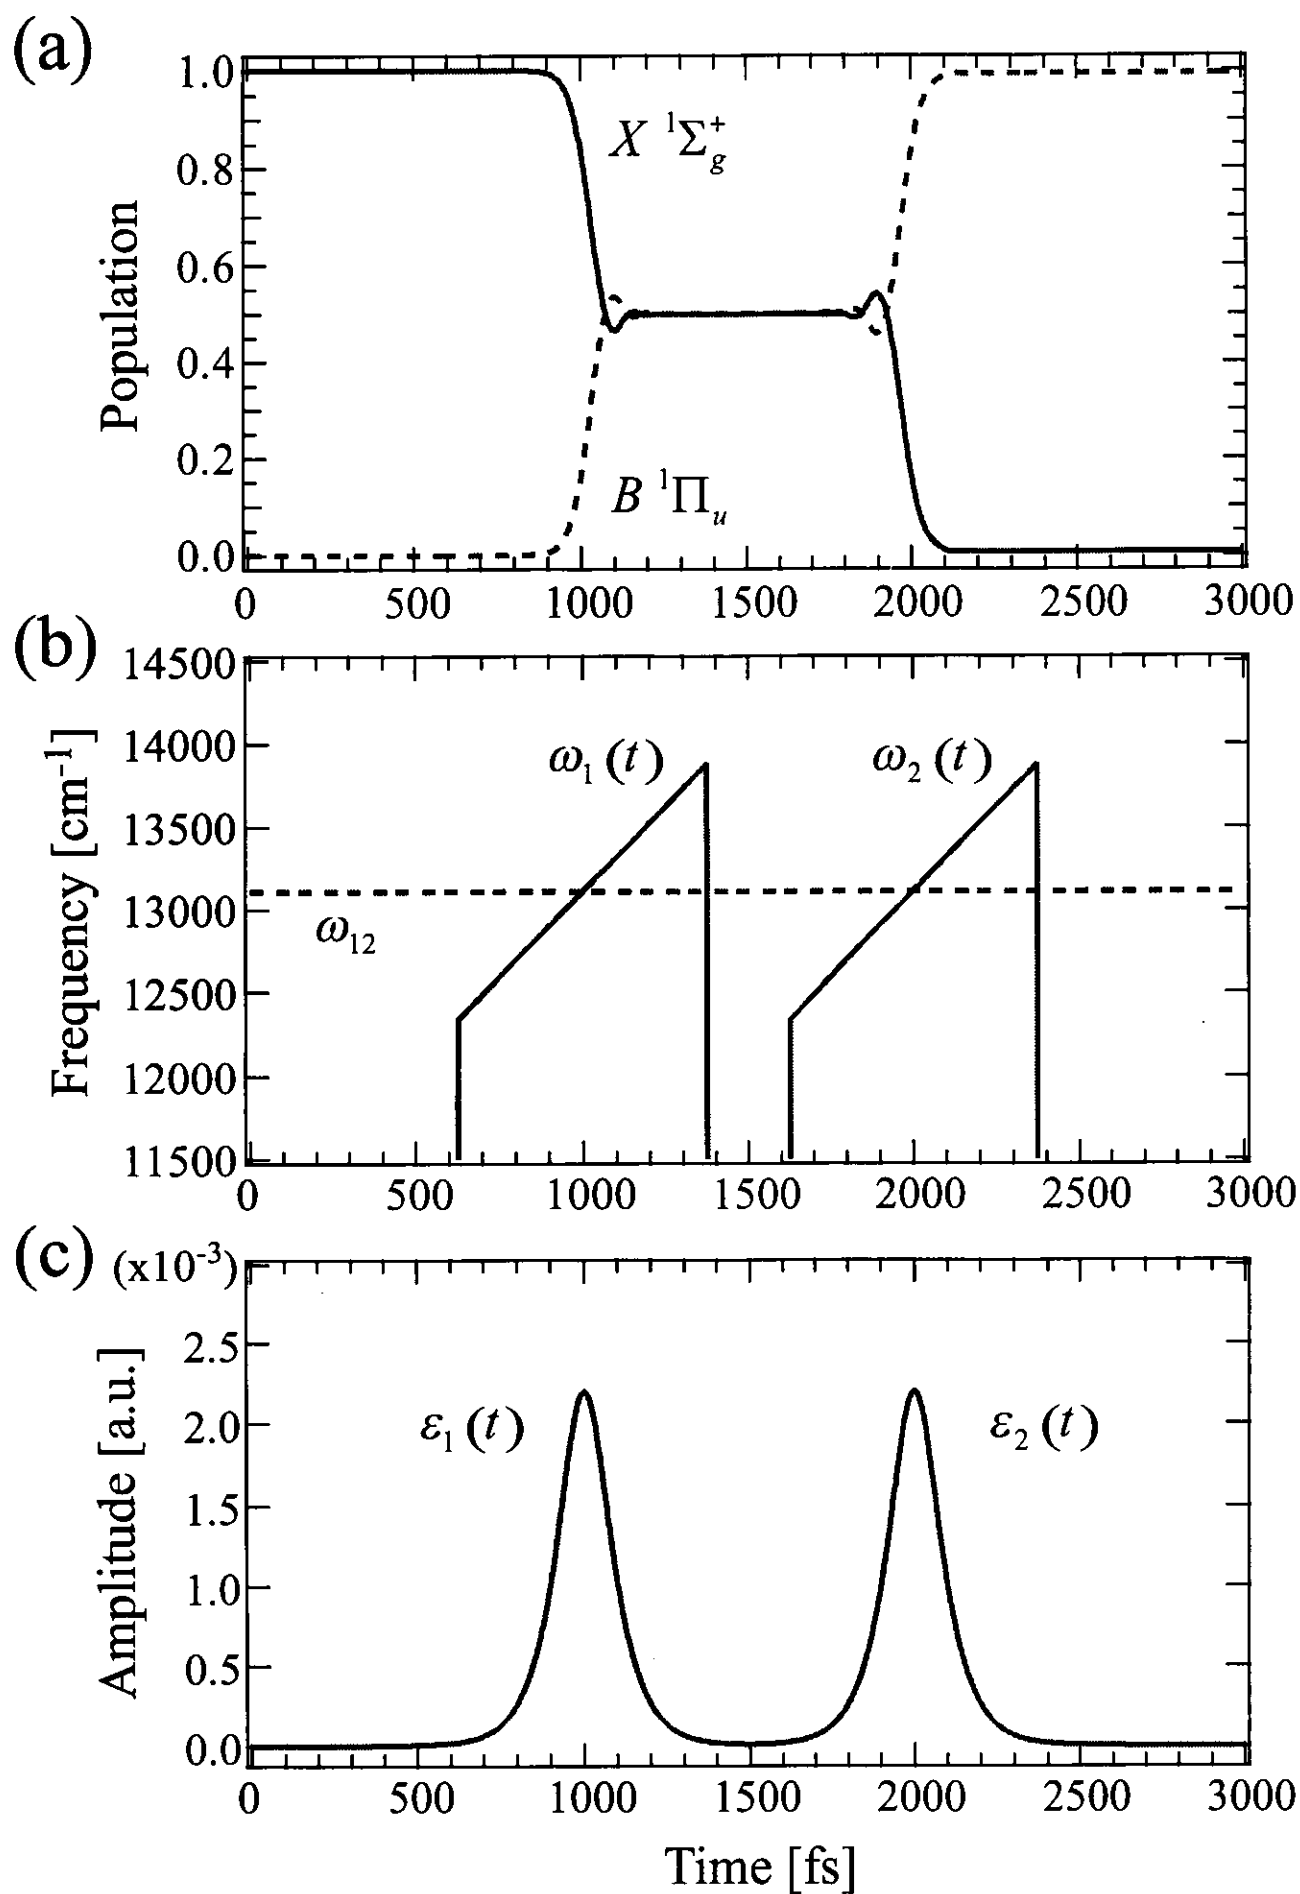 (a)
1.0
0.8
0.6
0.4
0.2
0.0
Population
X ¹Σg⁺
B ¹Πu
0 500 1000 1500 2000 2500 3000
(b)
14500
14000
13500
13000
12500
12000
11500
Frequency [cm⁻¹]
ω₁(t) ω₂(t)
ω₁₂
0 500 1000 1500 2000 2500 3000
(c) (x10⁻³)
2.5
2.0
1.5
1.0
0.5
0.0
Amplitude [a.u.]
ε₁(t) ε₂(t)
0 500 1000 1500 2000 2500 3000
Time [fs]